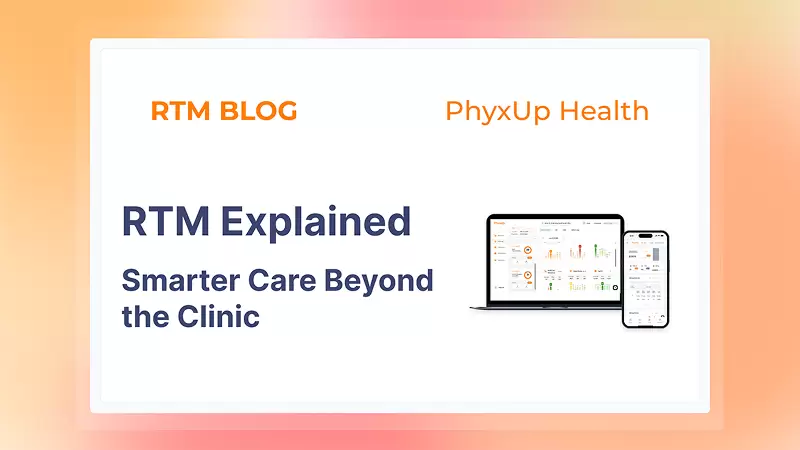 RTM BLOG
PhyxUp Health
RTM Explained
Smarter Care Beyond
the Clinic